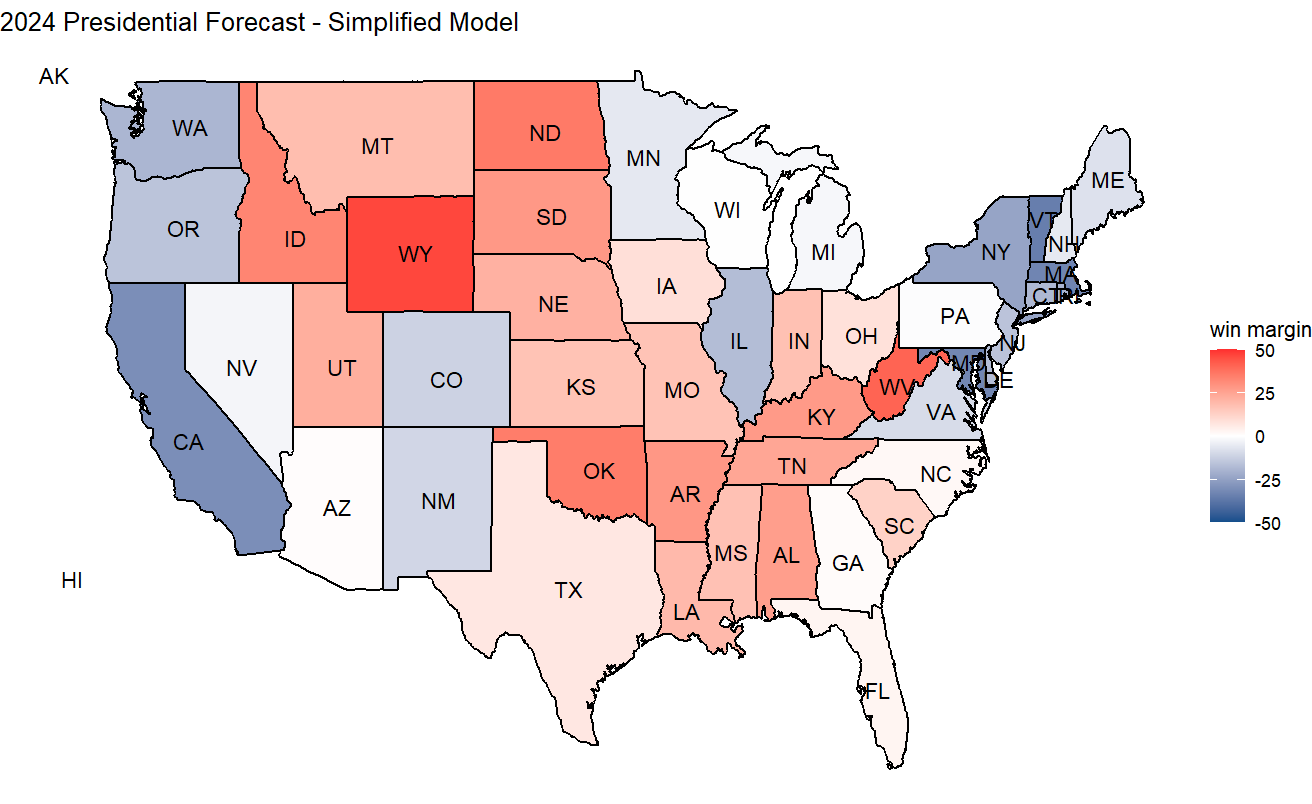 2024 Presidential Forecast - Simplified Model
AK
WA
MT
ND
MN
ME
OR
ID
WY
SD
WI
MI
NY
VT
NH
MA
CT
RI
IA
NE
PA
NV
UT
CO
KS
MO
IL
IN
OH
NJ
MD
DE
WV
VA
KY
CA
AZ
NM
OK
AR
TN
NC
SC
MS
AL
GA
TX
LA
FL
HI
win margin
50
25
0
-25
-50